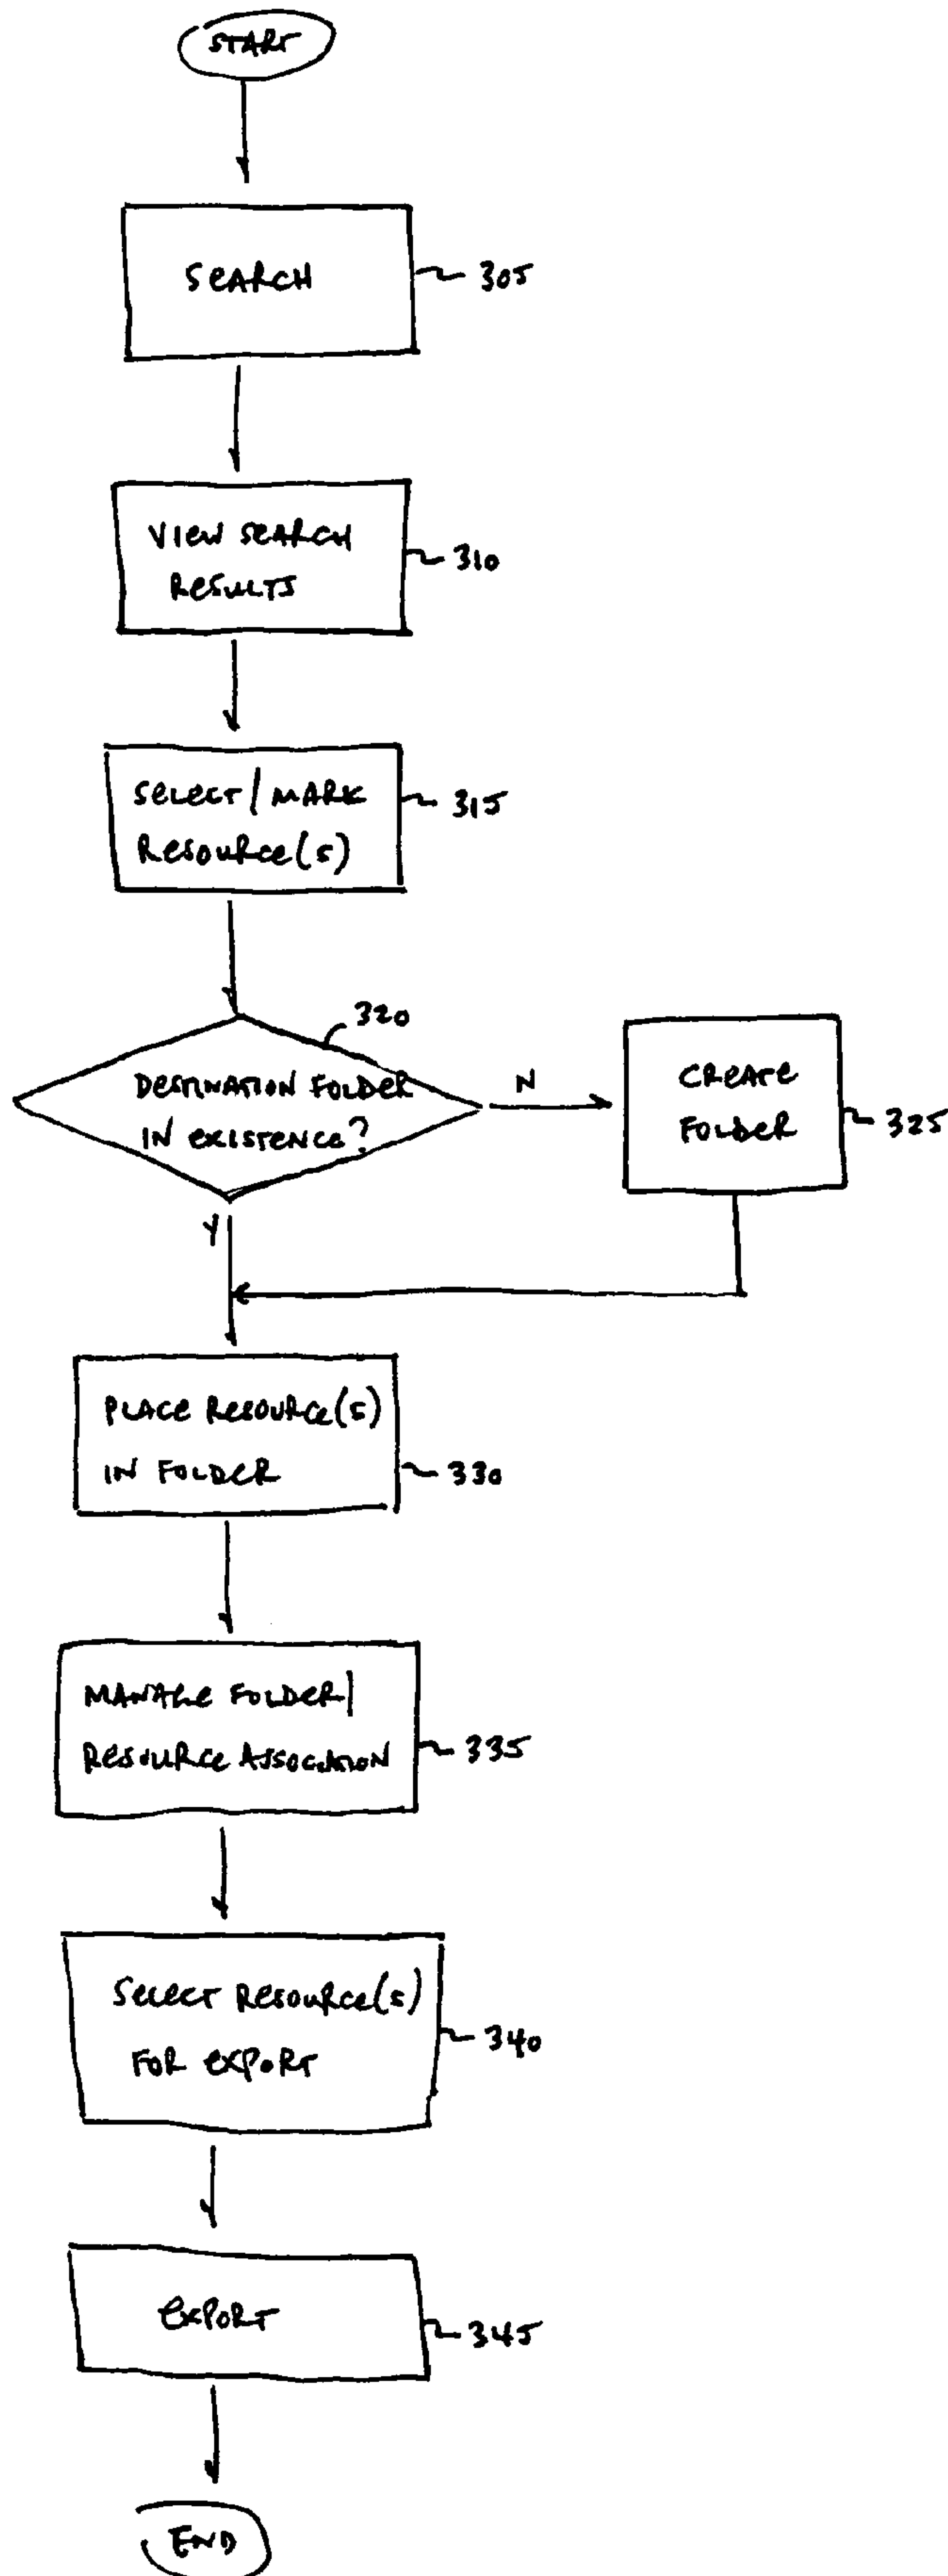 START
SEARCH
305
VIEW SEARCH
RESULTS
310
SELECT/MARK
RESOURCE(S)
315
320
DESTINATION FOLDER
IN EXISTENCE?
N
CREATE
FOLDER
325
Y
PLACE RESOURCE(S)
IN FOLDER
330
MANAGE FOLDER/
RESOURCE ASSOCIATION
335
SELECT RESOURCE(S)
FOR EXPORT
340
EXPORT
345
END